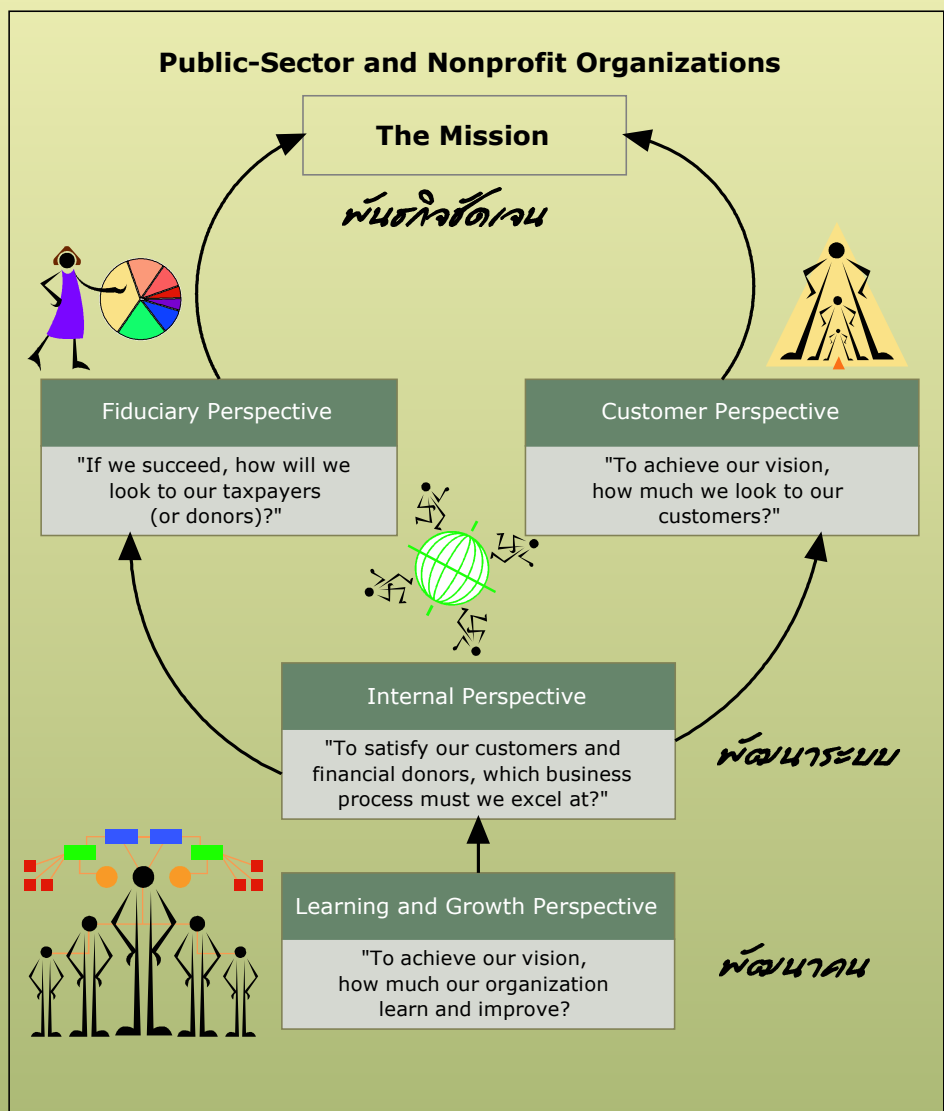 Public-Sector and Nonprofit Organizations
The Mission
พันธกิจชัดเจน
Fiduciary Perspective
"If we succeed, how will we
look to our taxpayers
(or donors)?"
Customer Perspective
"To achieve our vision,
how much we look to our
customers?"
Internal Perspective
"To satisfy our customers and
financial donors, which business
process must we excel at?"
พัฒนาระบบ
Learning and Growth Perspective
"To achieve our vision,
how much our organization
learn and improve?
พัฒนาคน